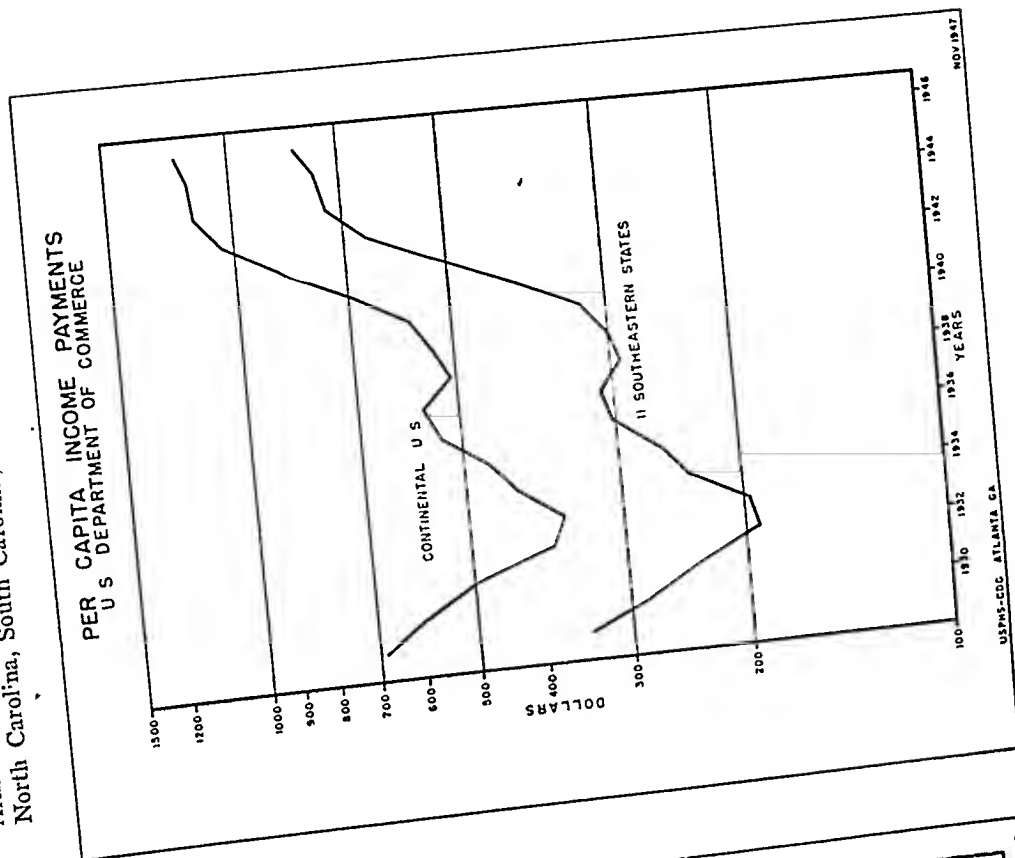 North Carolina, South Carolina,
PER CAPITA INCOME PAYMENTS
U S DEPARTMENT OF COMMERCE
1500
1200
1000
900
800
700
600
500
400
300
200
100
DOLLARS
CONTINENTAL U S
11 SOUTHEASTERN STATES
1930
1932
1934
1936
1938
1940
1942
1944
1946
YEARS
USPHS-CDC ATLANTA GA
NOV 1947